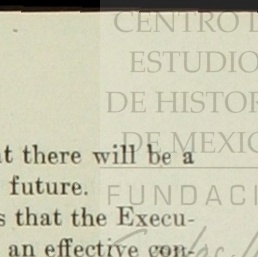 CENTRO D
ESTUDIO
DE HISTOR
DE MEXIC
FUNDACI
t there will be a
future.
s that the Execu-
an effective con-